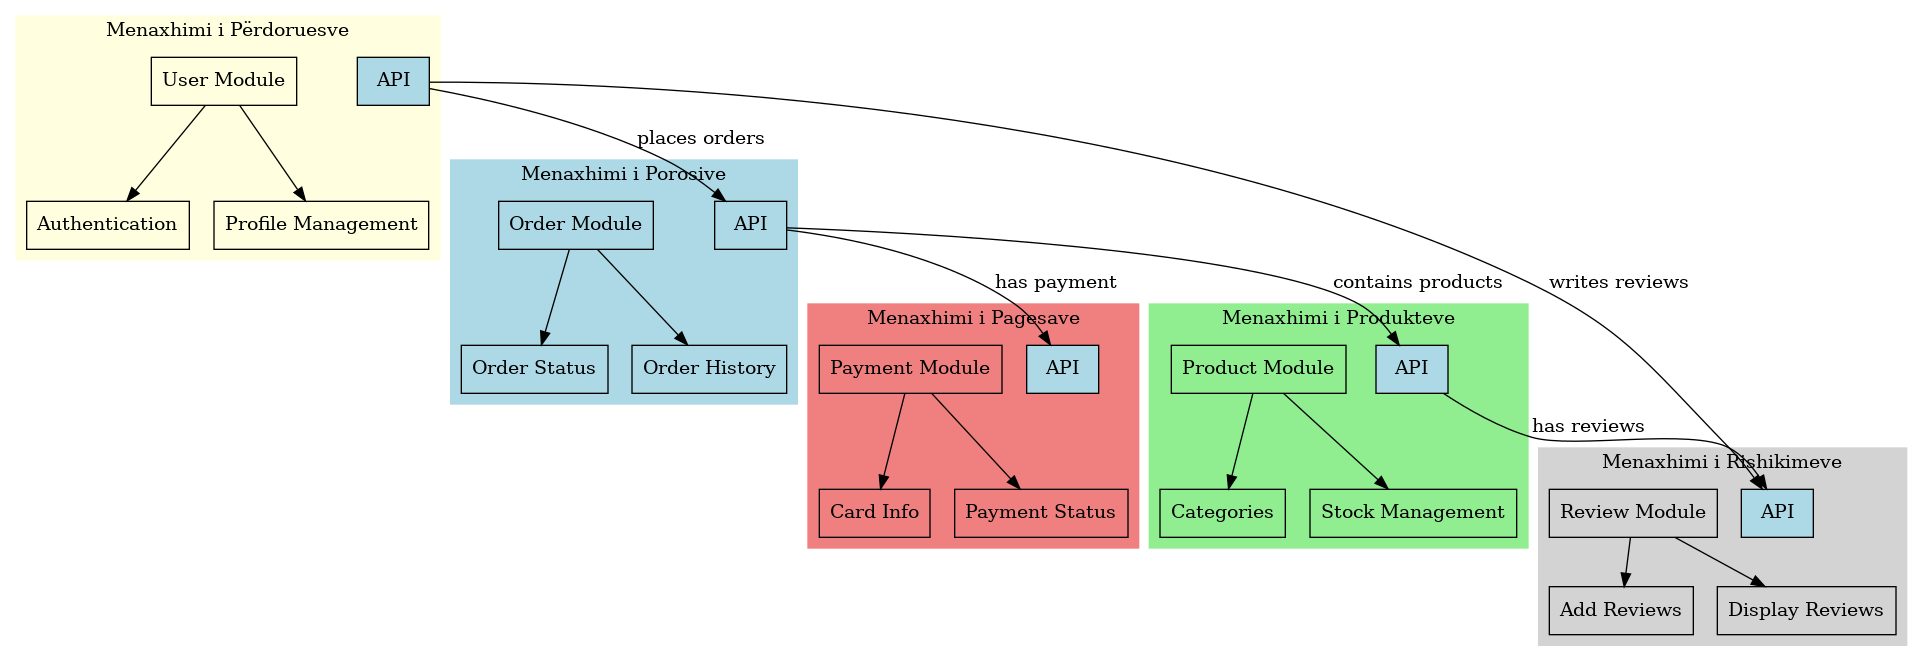 Menaxhimi i Përdoruesve
User Module
API
places orders
Authentication
Profile Management
Menaxhimi i Porosive
Order Module
API
has payment
contains products
writes reviews
Order Status
Order History
Menaxhimi i Pagesave
Payment Module
API
Card Info
Payment Status
Menaxhimi i Produkteve
Product Module
API
has reviews
Categories
Stock Management
Menaxhimi i Rishikimeve
Review Module
API
Add Reviews
Display Reviews